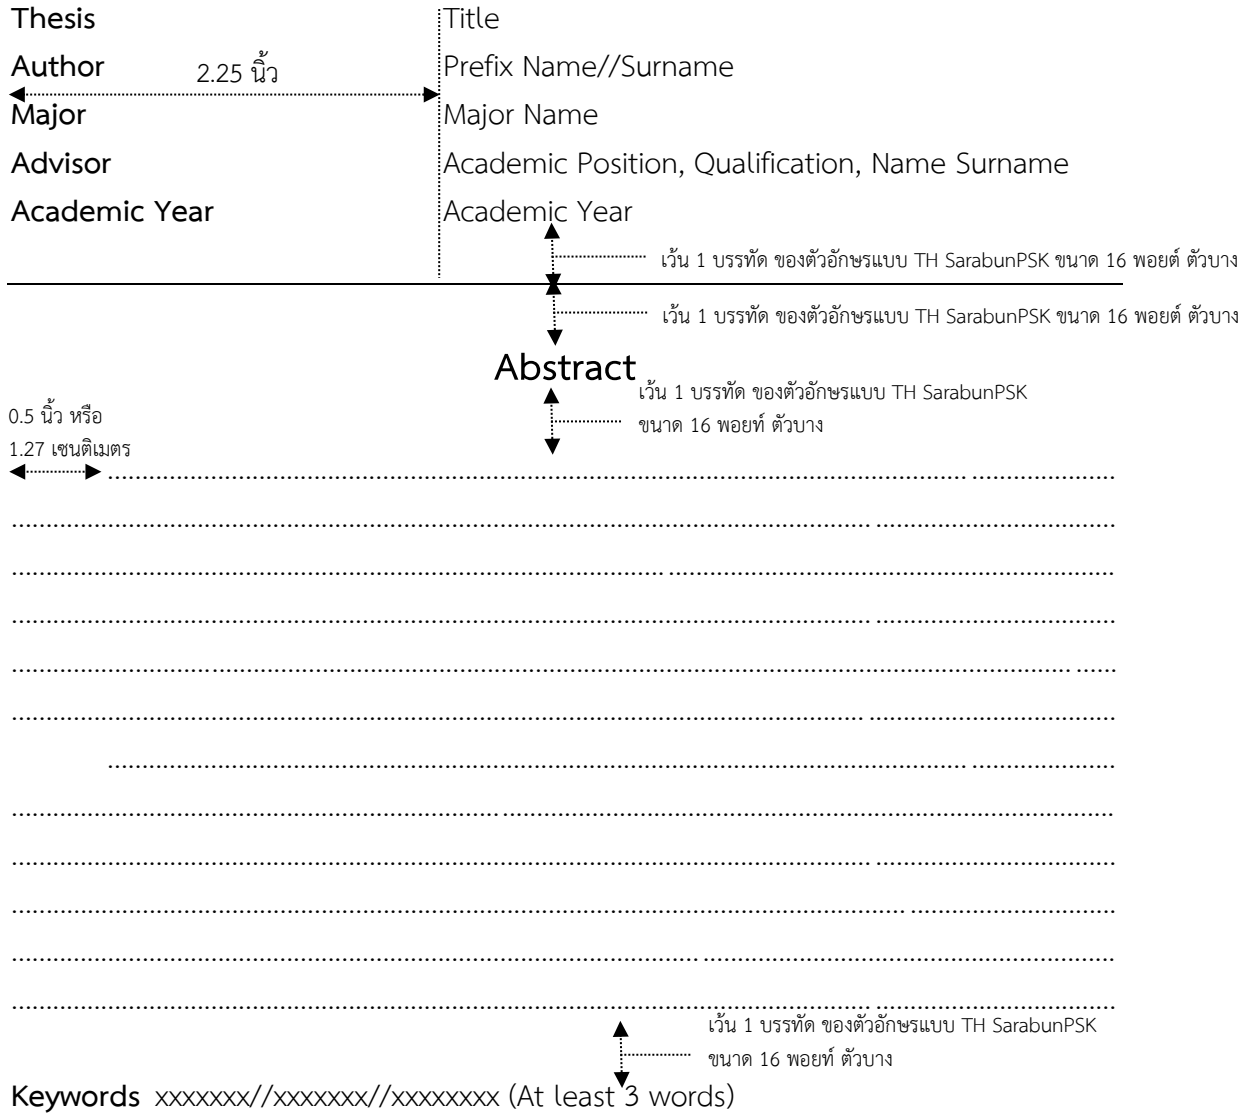 Thesis Title
Author 2.25 นิ้ว Prefix Name//Surname
Major Major Name
Advisor Academic Position, Qualification, Name Surname
Academic Year Academic Year
เว้น 1 บรรทัด ของตัวอักษรแบบ TH SarabunPSK ขนาด 16 พอยต์ ตัวบาง
เว้น 1 บรรทัด ของตัวอักษรแบบ TH SarabunPSK ขนาด 16 พอยต์ ตัวบาง
Abstract
เว้น 1 บรรทัด ของตัวอักษรแบบ TH SarabunPSK
ขนาด 16 พอยท์ ตัวบาง
0.5 นิ้ว หรือ
1.27 เซนติเมตร
เว้น 1 บรรทัด ของตัวอักษรแบบ TH SarabunPSK
ขนาด 16 พอยท์ ตัวบาง
Keywords xxxxxxx//xxxxxxx//xxxxxxxx (At least 3 words)